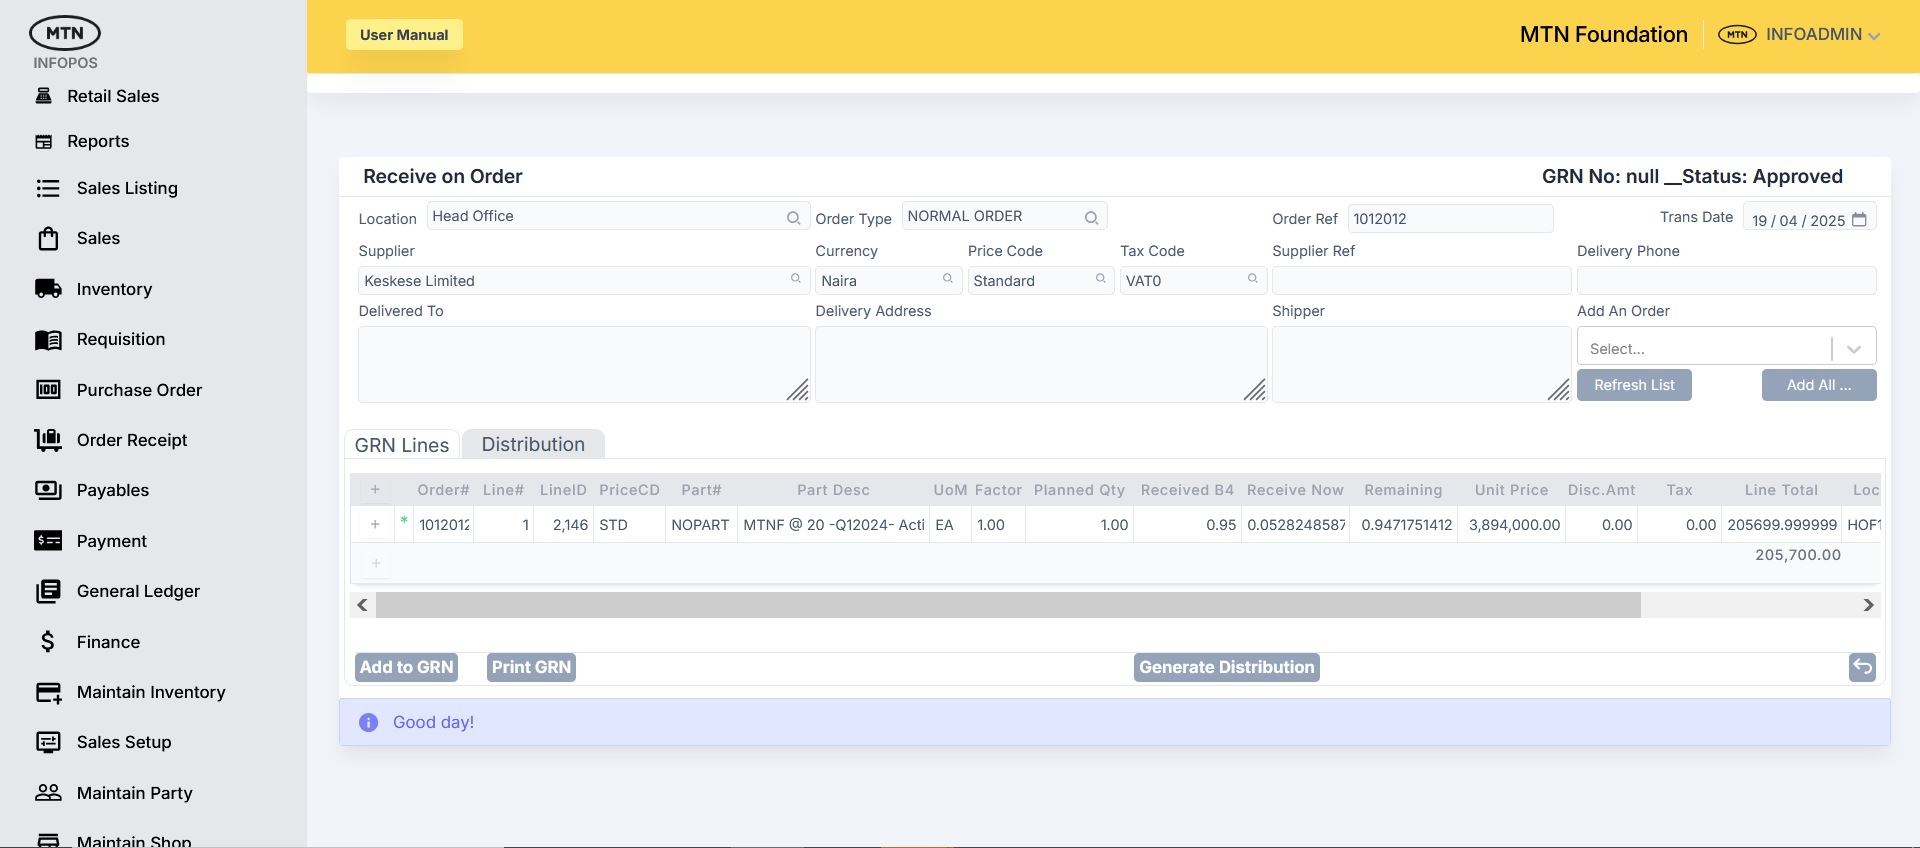 MTN
INFOPOS
Retail Sales
Reports
Sales Listing
Sales
Inventory
Requisition
Purchase Order
Order Receipt
Payables
Payment
General Ledger
Finance
Maintain Inventory
Sales Setup
Maintain Party
Maintain Shop
User Manual
MTN Foundation
MTN INFOADMIN
Receive on Order
GRN No: null __Status: Approved
Location Head Office Order Type NORMAL ORDER Order Ref 1012012 Trans Date 19 / 04 / 2025
Supplier Currency Price Code Tax Code Supplier Ref Delivery Phone
Keskese Limited Naira Standard VAT0
Delivered To Delivery Address Shipper Add An Order
Select...
Refresh List Add All ...
GRN Lines Distribution
+ Order# Line# LineID PriceCD Part# Part Desc UoM Factor Planned Qty Received B4 Receive Now Remaining Unit Price Disc.Amt Tax Line Total Loc
+ * 1012012 1 2,146 STD NOPART MTNF @ 20 -Q12024- Acti EA 1.00 1.00 0.95 0.0528248587 0.9471751412 3,894,000.00 0.00 0.00 205699.999999 HOF1
+ 205,700.00
Add to GRN Print GRN Generate Distribution
Good day!